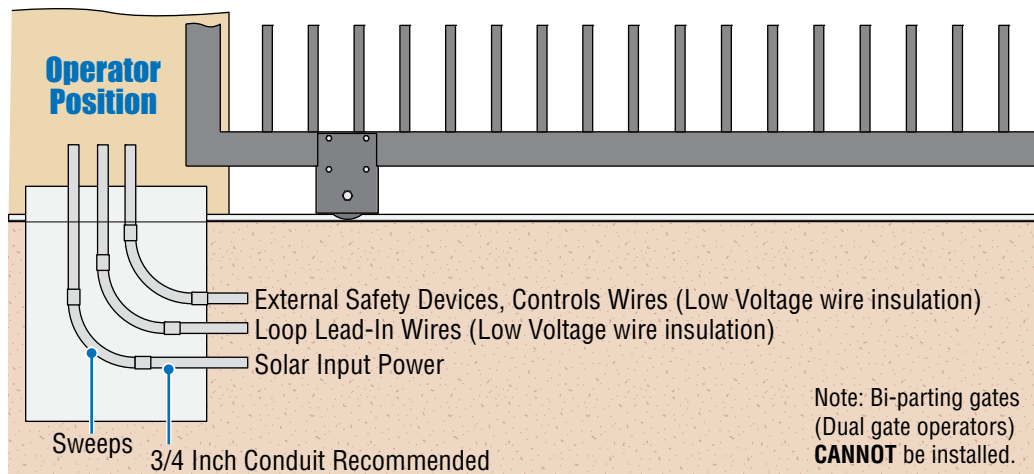 Operator
Position
External Safety Devices, Controls Wires (Low Voltage wire insulation)
Loop Lead-In Wires (Low Voltage wire insulation)
Solar Input Power
Sweeps
3/4 Inch Conduit Recommended
Note: Bi-parting gates
(Dual gate operators)
CANNOT be installed.